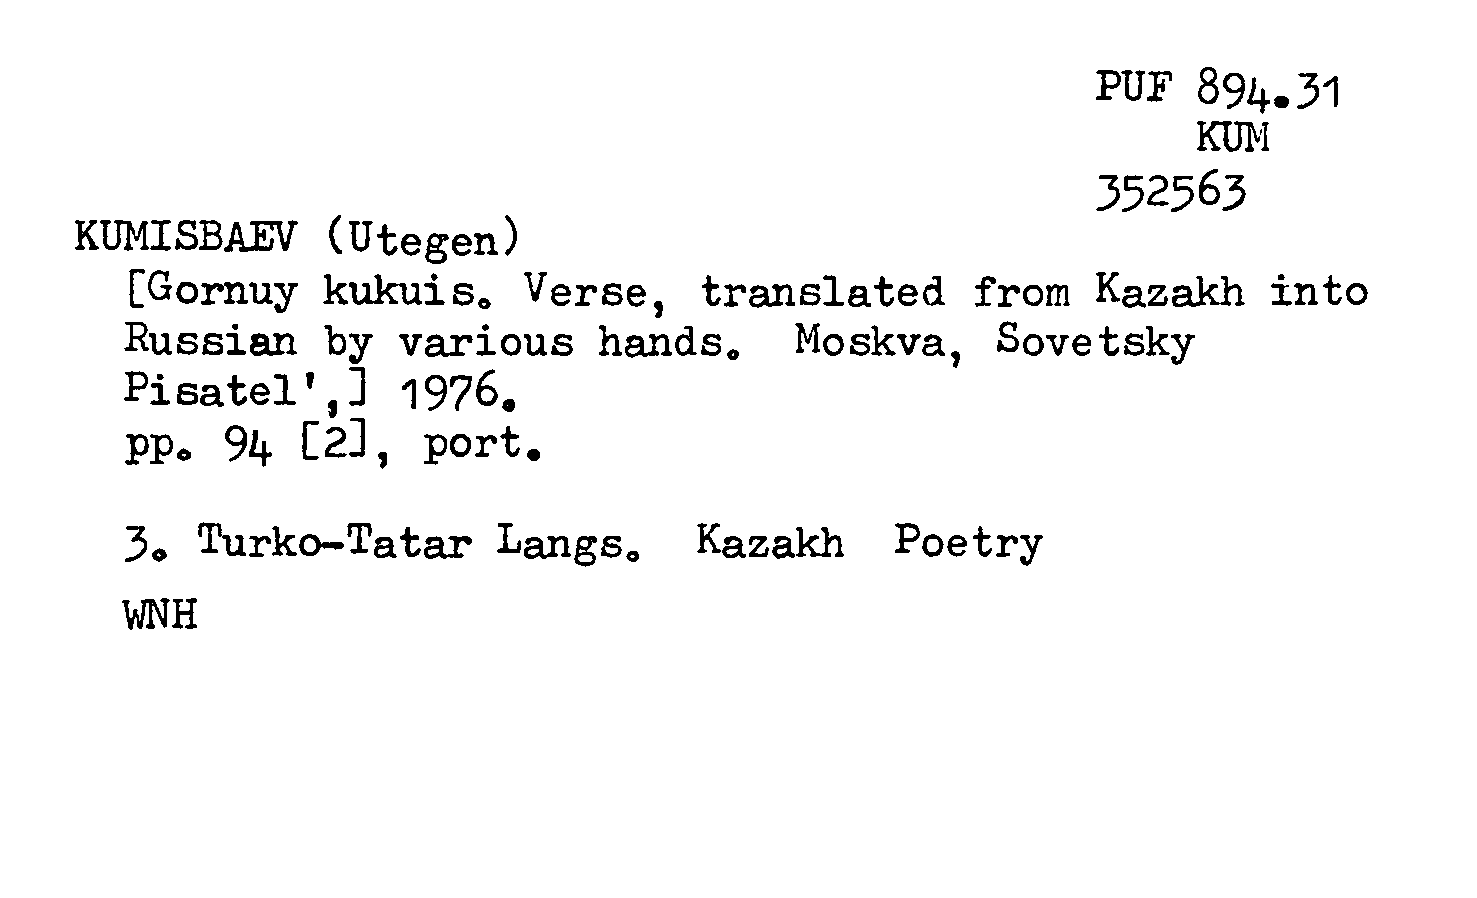 PUF 894.31
KUM
352563
KUMISBAEV (Utegen)
[Gornuy kukuis. Verse, translated from Kazakh into
Russian by various hands. Moskva, Sovetsky
Pisatel',] 1976.
pp. 94 [2], port.
3. Turko-Tatar Langs. Kazakh Poetry
WNH